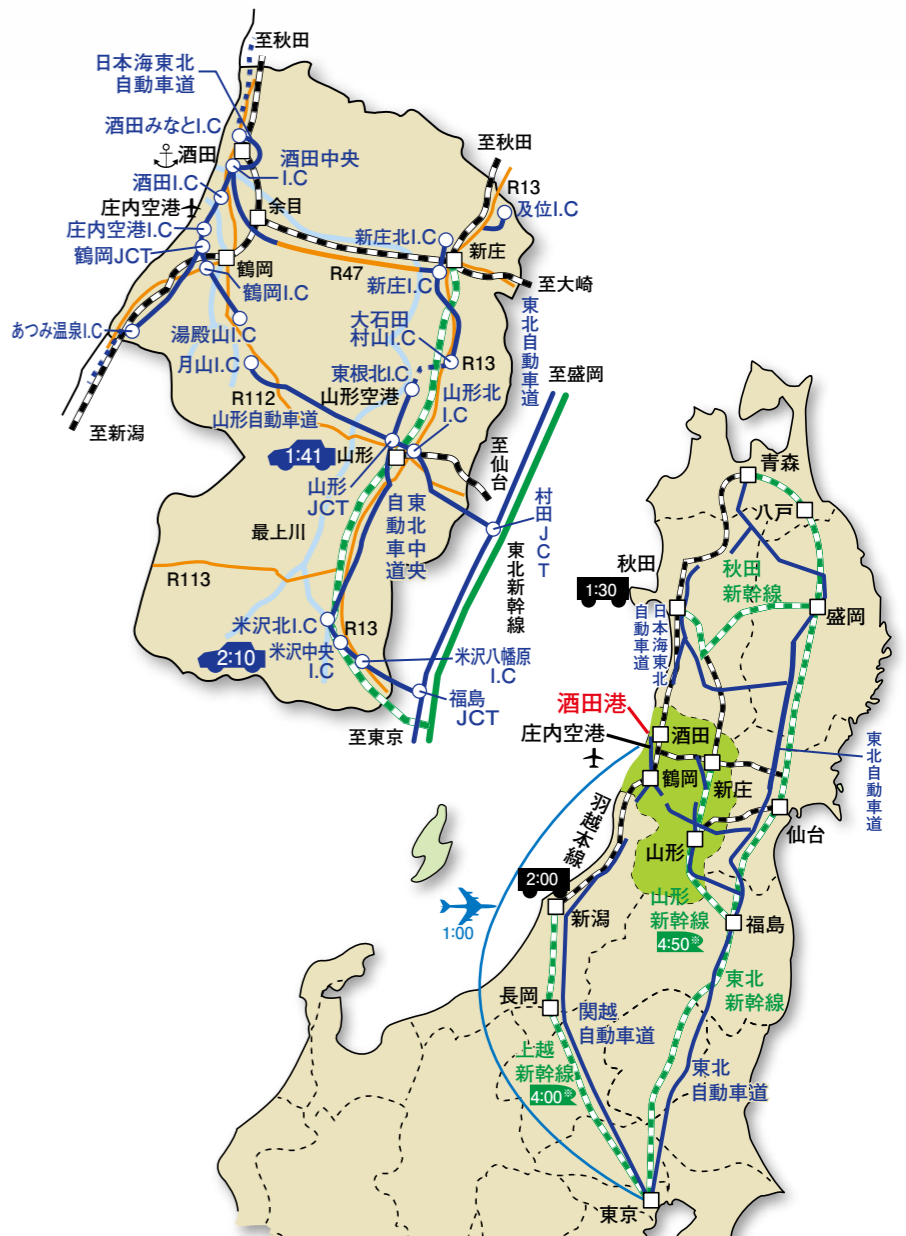 至秋田
日本海東北
自動車道
酒田みなとI.C
酒田
酒田中央
I.C
至秋田
R13
酒田I.C
及位I.C
庄内空港
余目
庄内空港I.C
新庄北I.C
新庄
鶴岡JCT
鶴岡
R47
至大崎
鶴岡I.C
新庄I.C
あつみ温泉I.C
湯殿山I.C
大石田
村山I.C
東北自動車道
月山I.C
R13
東根北I.C
至盛岡
R112
山形空港
山形北
I.C
山形自動車道
至新潟
1:41
山形
至仙台
山形
JCT
東北中央
自動車道
村田JCT
最上川
東北新幹線
R113
米沢北I.C
R13
2:10
米沢中央
I.C
米沢八幡原
I.C
福島
JCT
至東京
青森
八戸
秋田
秋田
新幹線
1:30
盛岡
日本海東北
自動車道
酒田港
酒田
庄内空港
東北自動車道
鶴岡
新庄
羽越本線
仙台
山形
2:00
新潟
山形
新幹線
4:50※
福島
1:00
東北
新幹線
長岡
関越
自動車道
上越
新幹線
4:00※
東北
自動車道
東京